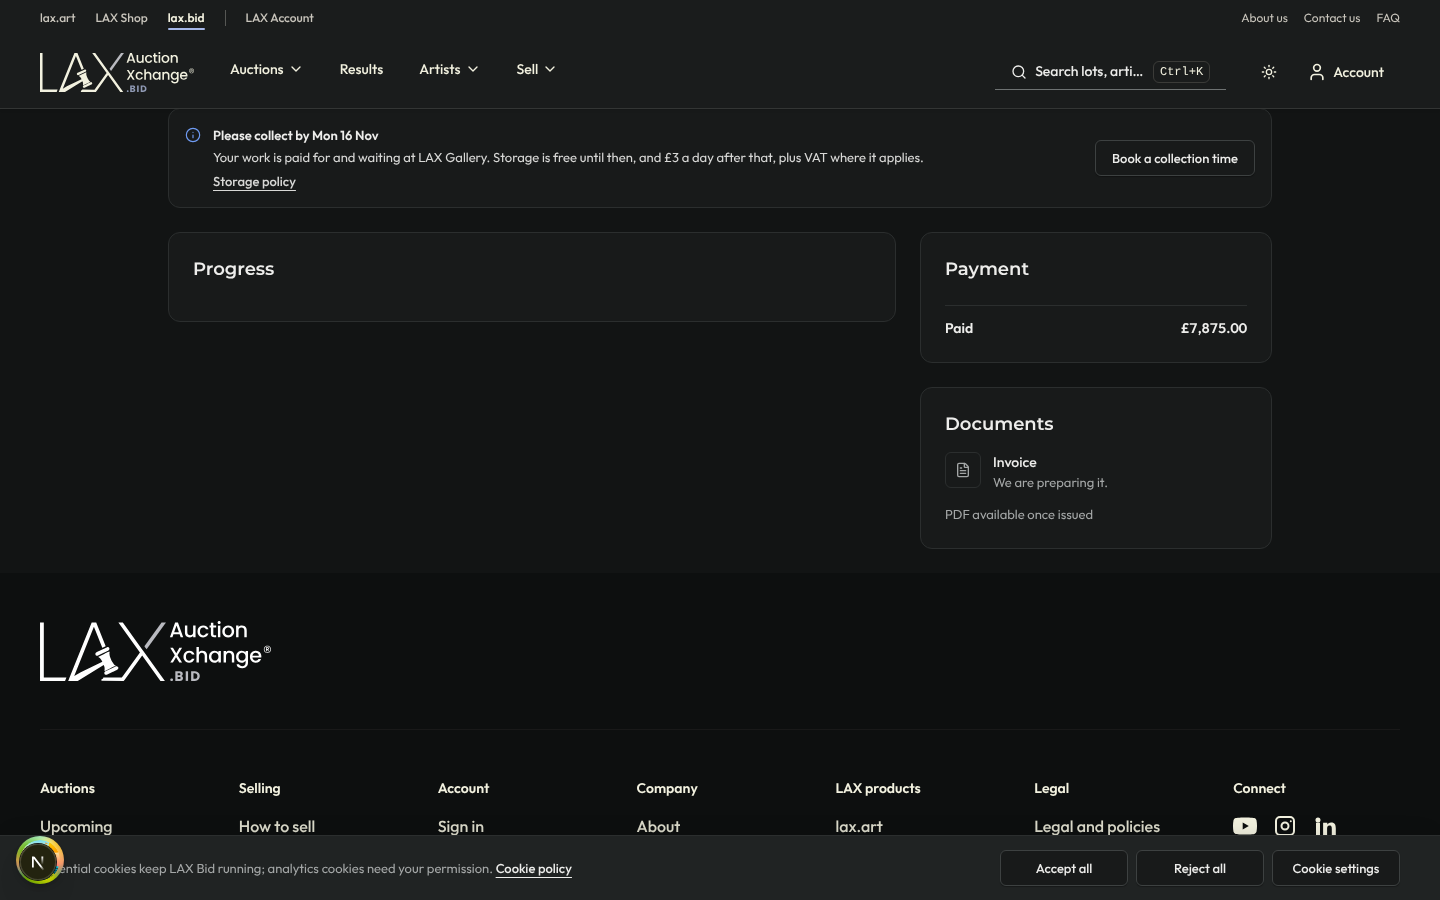 lax.art LAX Shop lax.bid LAX Account About us Contact us FAQ
LAX Auction Xchange® .BID
Auctions Results Artists Sell Search lots, arti... Ctrl+K Account
Please collect by Mon 16 Nov
Your work is paid for and waiting at LAX Gallery. Storage is free until then, and £3 a day after that, plus VAT where it applies.
Storage policy
Book a collection time
Progress
Payment
Paid £7,875.00
Documents
Invoice
We are preparing it.
PDF available once issued
LAX Auction
Xchange®
.BID
Auctions Selling Account Company LAX products Legal Connect
Upcoming How to sell Sign in About lax.art Legal and policies
N
ential cookies keep LAX Bid running; analytics cookies need your permission. Cookie policy
Accept all Reject all Cookie settings